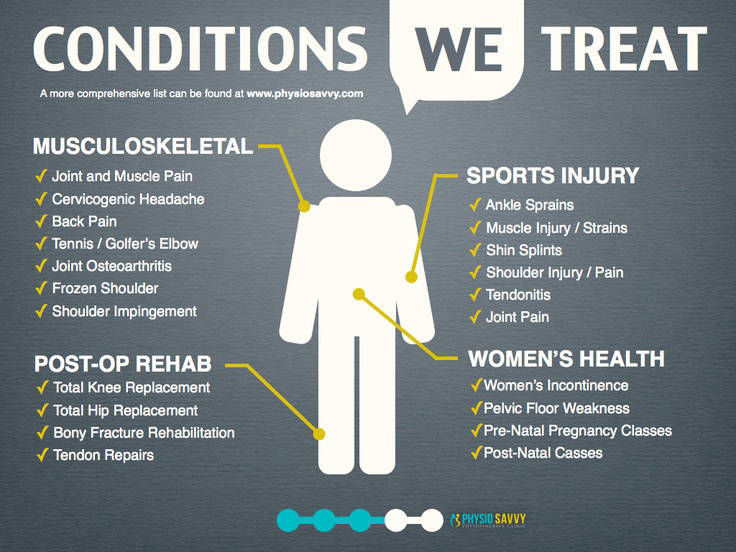 CONDITIONS WE TREAT
A more comprehensive list can be found at www.physiosavvy.com
MUSCULOSKELETAL
✓ Joint and Muscle Pain
✓ Cervicogenic Headache
✓ Back Pain
✓ Tennis / Golfer's Elbow
✓ Joint Osteoarthritis
✓ Frozen Shoulder
✓ Shoulder Impingement
SPORTS INJURY
✓ Ankle Sprains
✓ Muscle Injury / Strains
✓ Shin Splints
✓ Shoulder Injury / Pain
✓ Tendonitis
✓ Joint Pain
POST-OP REHAB
✓ Total Knee Replacement
✓ Total Hip Replacement
✓ Bony Fracture Rehabilitation
✓ Tendon Repairs
WOMEN'S HEALTH
✓Women's Incontinence
✓Pelvic Floor Weakness
✓Pre-Natal Pregnancy Classes
✓Post-Natal Casses
PHYSIO SAVVY
PHYSIOTHERAPY CLINIC